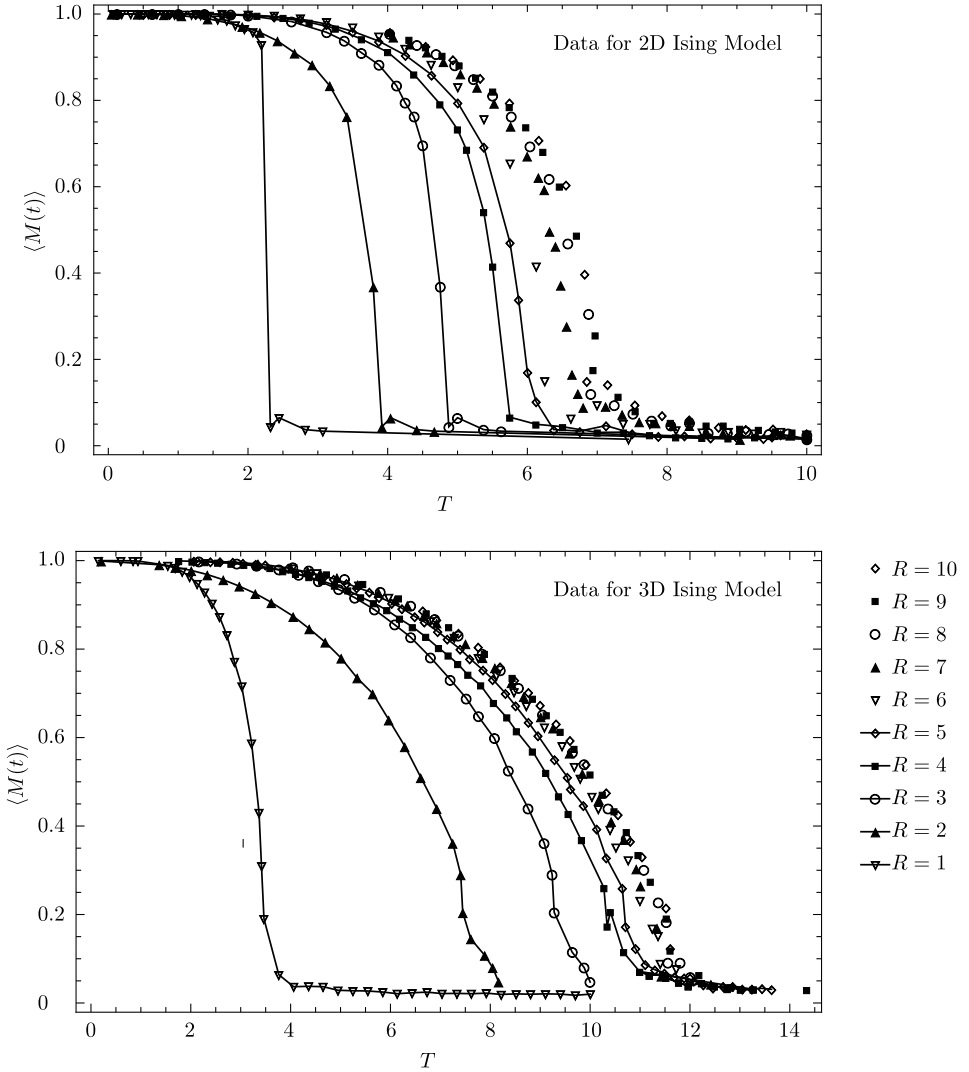 1.0
0.8
0.6
0.4
0.2
0
⟨M(t)⟩
Data for 2D Ising Model
0 2 4 6 8 10
T
1.0
0.8
0.6
0.4
0.2
0
⟨M(t)⟩
Data for 3D Ising Model
0 2 4 6 8 10 12 14
T
R = 10
R = 9
R = 8
R = 7
R = 6
R = 5
R = 4
R = 3
R = 2
R = 1